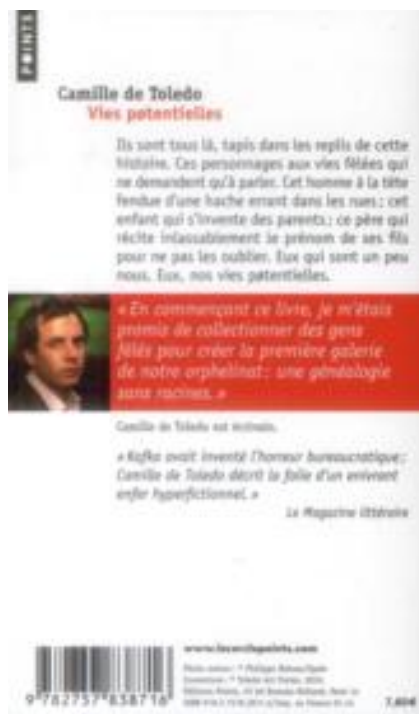 POINTS
Camille de Toledo
Vies pøtentielles
Ils sont tous là, tapis dans les replis de cette
histoire. Ces personnages aux vies fêlées qui
ne demandent qu'à parler. Cet homme à la tête
fendue d'une hache errant dans les rues ; cet
enfant qui s'invente des parents ; ce père qui
récite inlassablement le prénom de ses fils
pour ne pas les oublier. Eux qui sont un peu
nous. Eux, nos vies pøtentielles.
« En commençant ce livre, je m'étais
promis de collectionner des gens
fêlés pour créer la première galerie
de notre orphelinat : une généalogie
sans racines. »
Camille de Toledo est écrivain.
« Kafka avait inventé l'horreur bureaucratique ;
Camille de Toledo décrit la folie d'un enivrant
enfer hyperfictionnel. »
Le Magazine littéraire
www.lecerclepoints.com
9 782757 838716